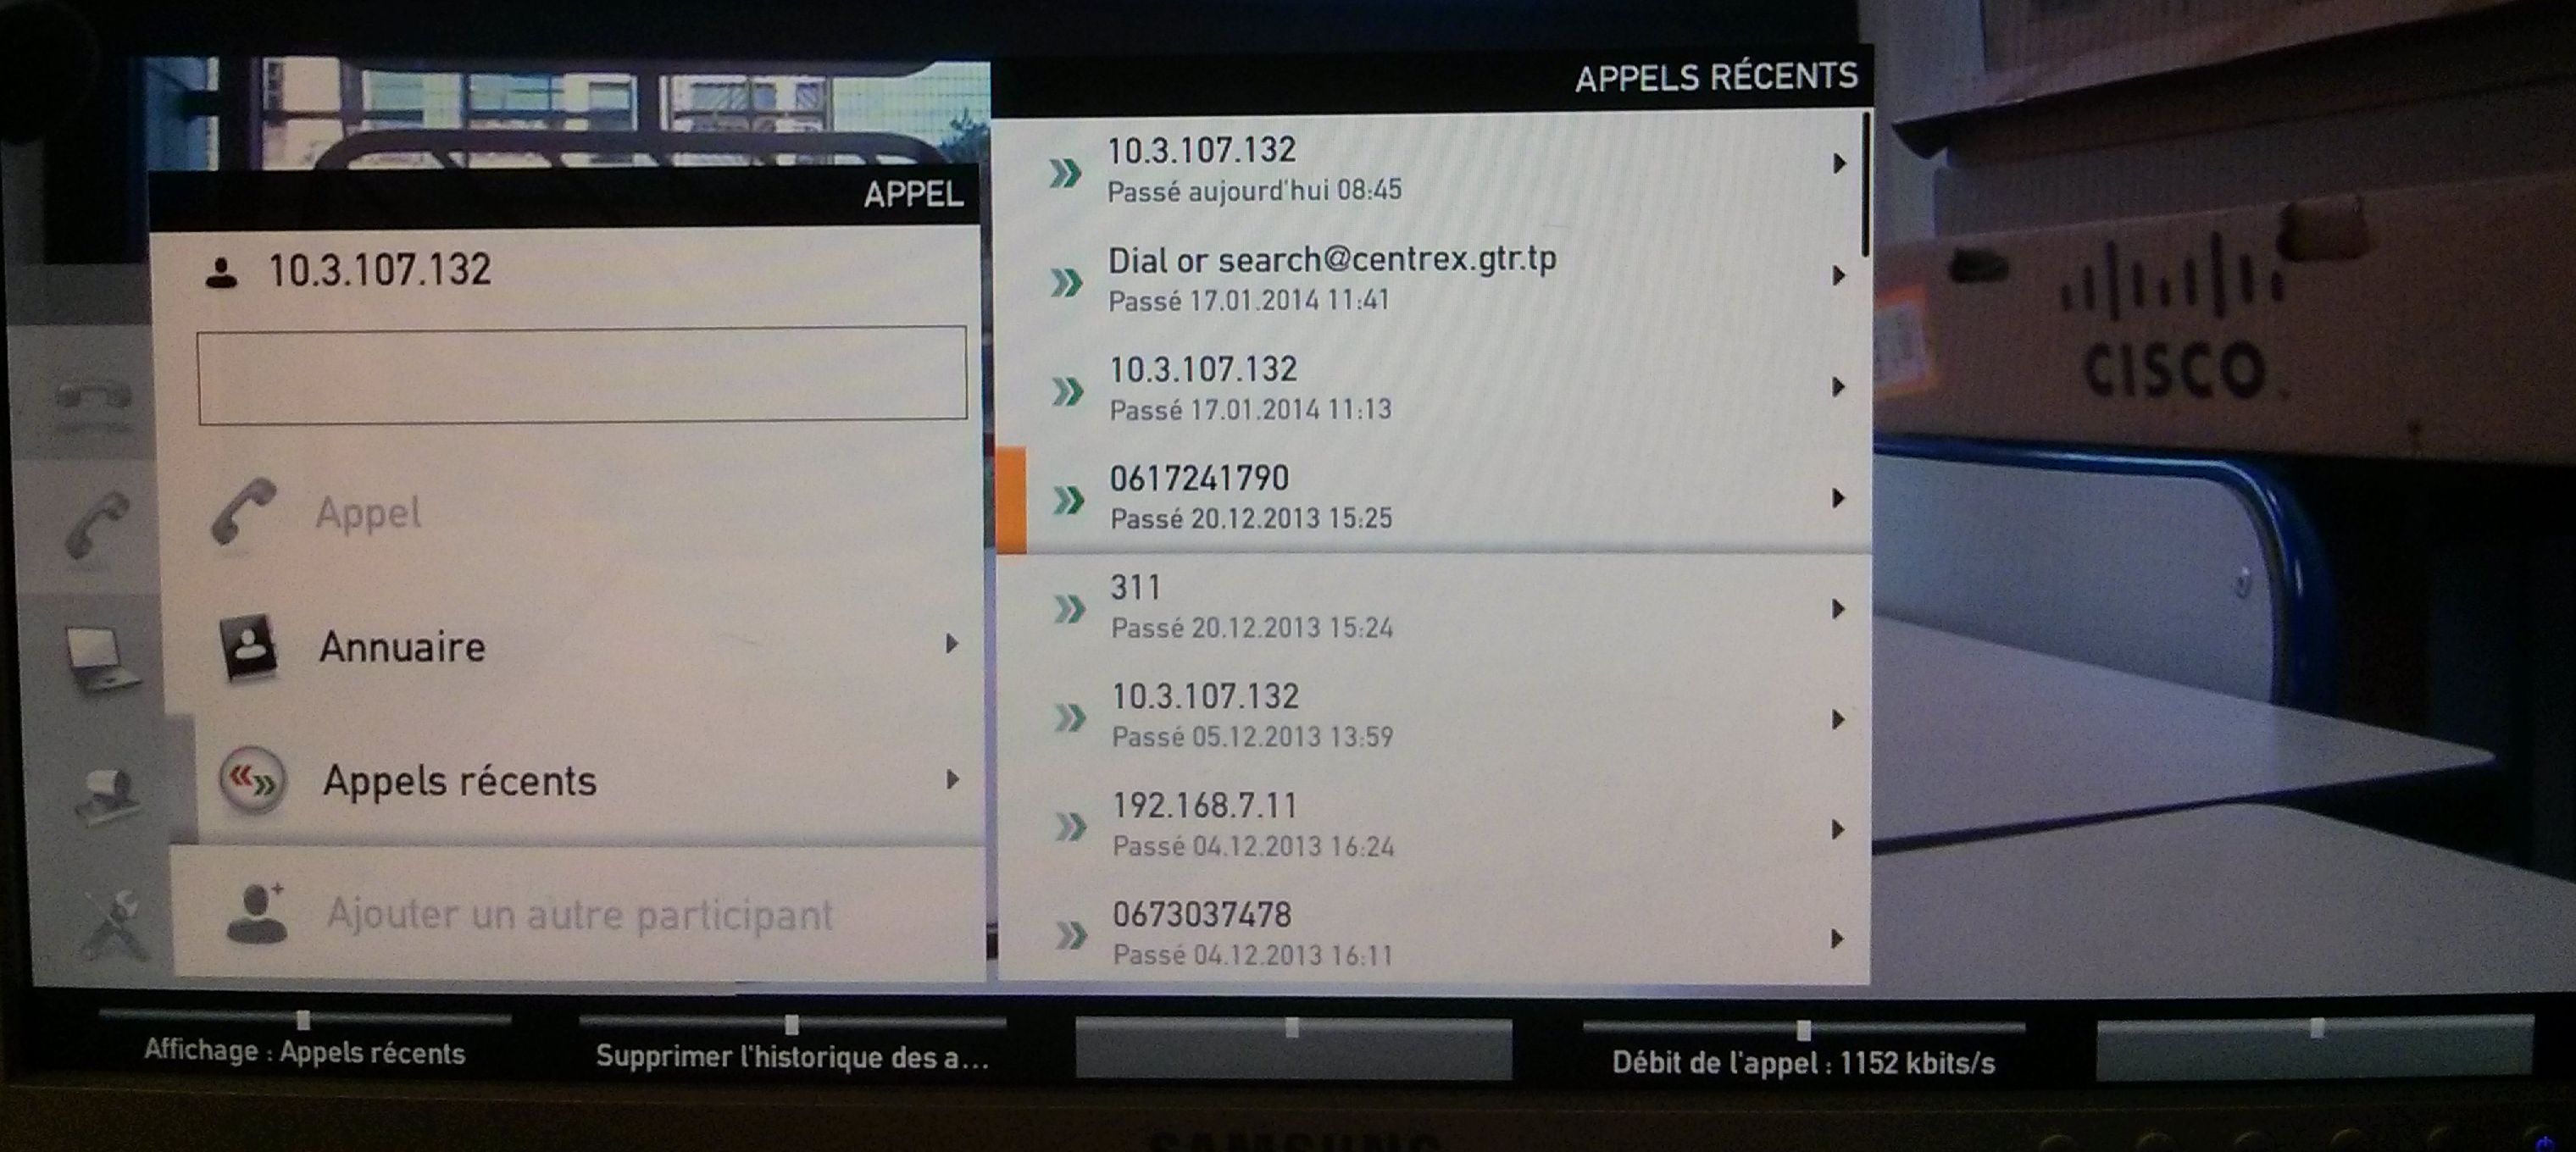 APPEL
10.3.107.132
Appel
Annuaire
Appels récents
Ajouter un autre participant
APPELS RÉCENTS
10.3.107.132
Passé aujourd'hui 08:45
Dial or search@centrex.gtr.tp
Passé 17.01.2014 11:41
10.3.107.132
Passé 17.01.2014 11:13
0617241790
Passé 20.12.2013 15:25
311
Passé 20.12.2013 15:24
10.3.107.132
Passé 05.12.2013 13:59
192.168.7.11
Passé 04.12.2013 16:24
0673037478
Passé 04.12.2013 16:11
CISCO
Affichage : Appels récents
Supprimer l'historique des a...
Débit de l'appel : 1152 kbits/s
SAMSUNG